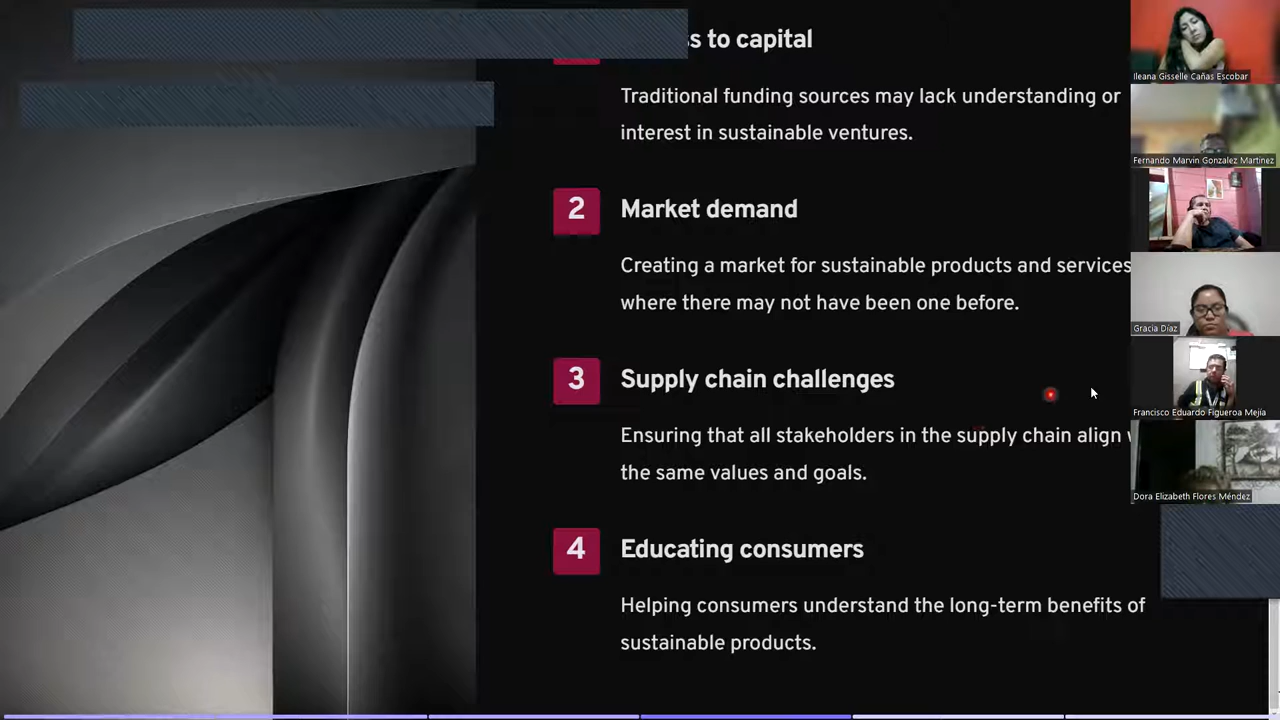 s to capital
Traditional funding sources may lack understanding or
interest in sustainable ventures.
2 Market demand
Creating a market for sustainable products and services
where there may not have been one before.
3 Supply chain challenges
Ensuring that all stakeholders in the supply chain align
the same values and goals.
4 Educating consumers
Helping consumers understand the long-term benefits of
sustainable products.
Ileana Gisselle Cañas Escobar
Fernando Marvin Gonzalez Martinez
Gracia Díaz
Francisco Eduardo Figueroa Mejía
Dora Elizabeth Flores Méndez